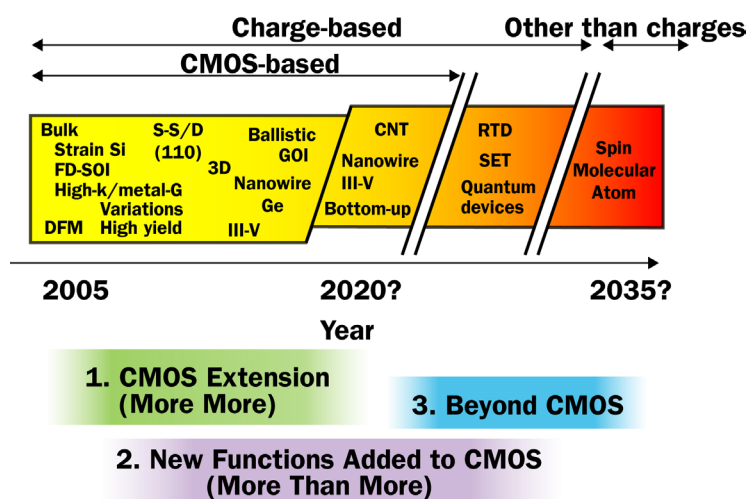 Charge-based
Other than charges
CMOS-based
Bulk
Strain Si
FD-SOI
High-k/metal-G
Variations
DFM High yield
S-S/D
(110)
3D
Ballistic
GOI
Nanowire
Ge
III-V
CNT
Nanowire
III-V
Bottom-up
RTD
SET
Quantum
devices
Spin
Molecular
Atom
2005
2020?
2035?
Year
1. CMOS Extension
(More More)
3. Beyond CMOS
2. New Functions Added to CMOS
(More Than More)